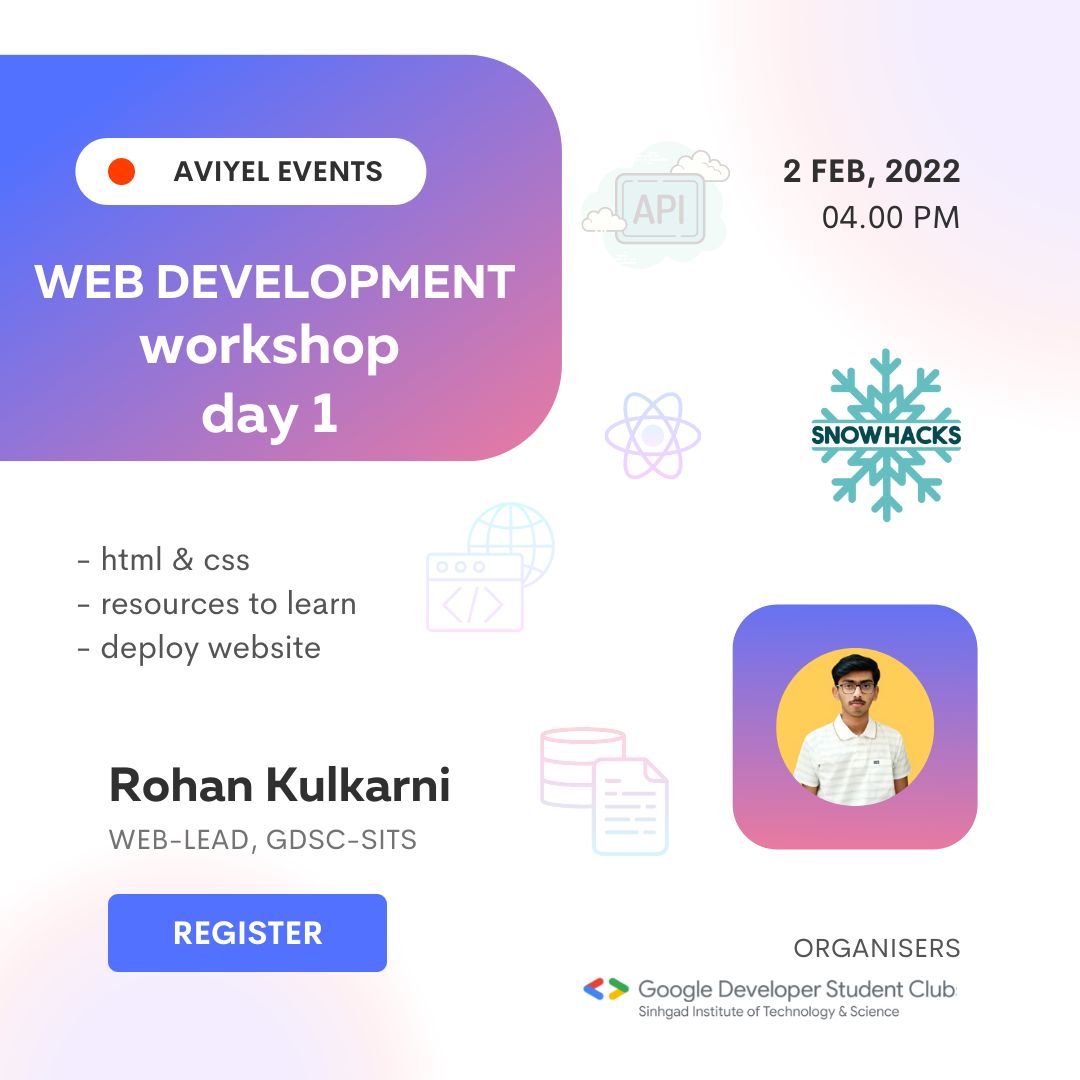 AVIYEL EVENTS
WEB DEVELOPMENT
workshop
day 1
2 FEB, 2022
04.00 PM
API
SNOWHACKS
- html & css
- resources to learn
- deploy website
</>
Rohan Kulkarni
WEB-LEAD, GDSC-SITS
REGISTER
ORGANISERS
Google Developer Student Club
Sinhgad Institute of Technology & Science